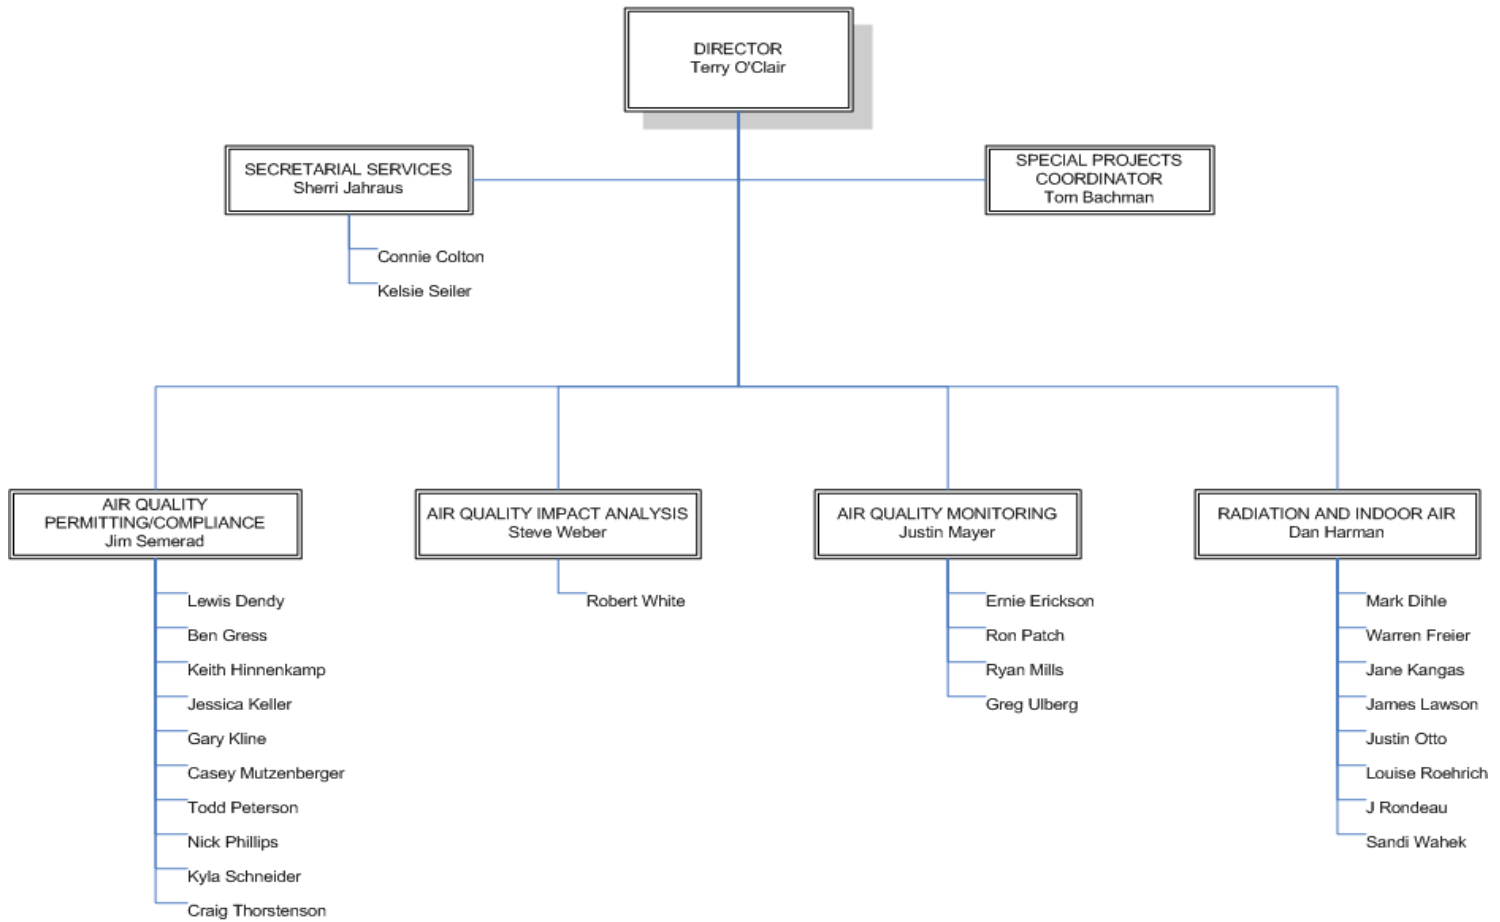 DIRECTOR
Terry O'Clair
SECRETARIAL SERVICES
Sherri Jahraus
SPECIAL PROJECTS
COORDINATOR
Tom Bachman
Connie Colton
Kelsie Seiler
AIR QUALITY
PERMITTING/COMPLIANCE
Jim Semerad
Lewis Dendy
Ben Gress
Keith Hinnenkamp
Jessica Keller
Gary Kline
Casey Mutzenberger
Todd Peterson
Nick Phillips
Kyla Schneider
Craig Thorstenson
AIR QUALITY IMPACT ANALYSIS
Steve Weber
Robert White
AIR QUALITY MONITORING
Justin Mayer
Ernie Erickson
Ron Patch
Ryan Mills
Greg Ulberg
RADIATION AND INDOOR AIR
Dan Harman
Mark Dihle
Warren Freier
Jane Kangas
James Lawson
Justin Otto
Louise Roehrich
J Rondeau
Sandi Wahek